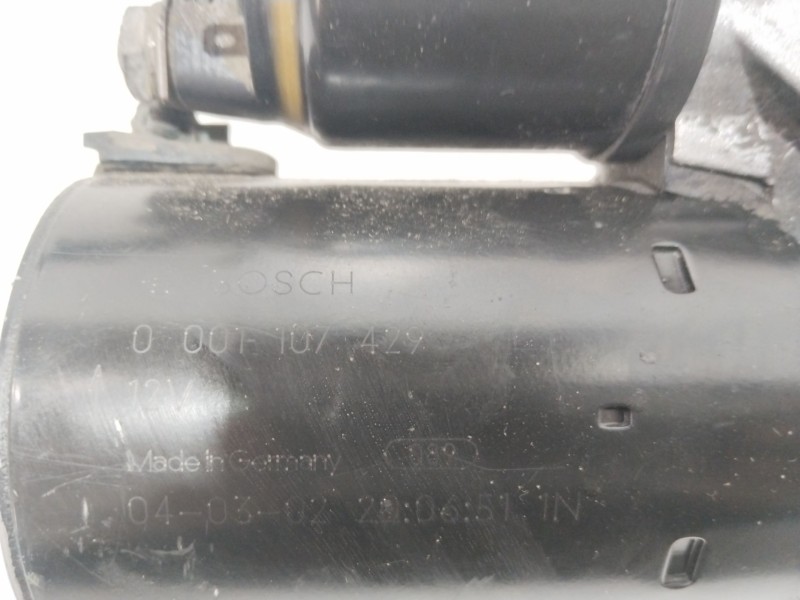 BOSCH
0 001 107 429
12V
Made in Germany
04-03-02 20:06:51 1N